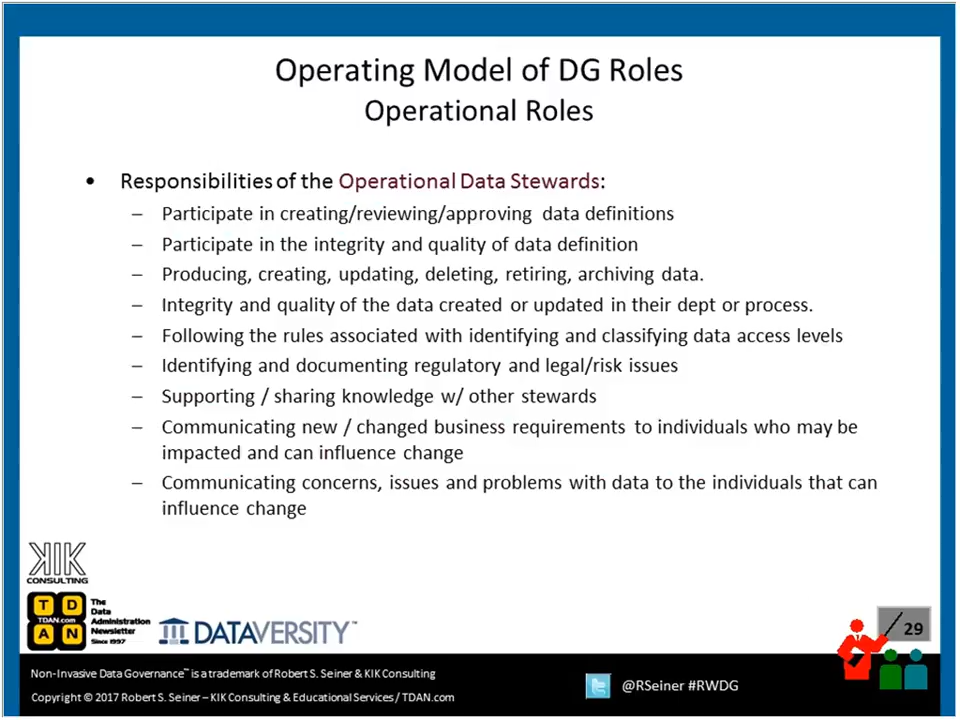 Operating Model of DG Roles
Operational Roles
• Responsibilities of the Operational Data Stewards:
– Participate in creating/reviewing/approving data definitions
– Participate in the integrity and quality of data definition
– Producing, creating, updating, deleting, retiring, archiving data.
– Integrity and quality of the data created or updated in their dept or process.
– Following the rules associated with identifying and classifying data access levels
– Identifying and documenting regulatory and legal/risk issues
– Supporting / sharing knowledge w/ other stewards
– Communicating new / changed business requirements to individuals who may be
impacted and can influence change
– Communicating concerns, issues and problems with data to the individuals that can
influence change
KIK
CONSULTING
T D
TDAN.com
A N
The
Data
Administration
Newsletter
Since 1997
DATAVERSITY
/ 29
Non-Invasive Data Governance™ is a trademark of Robert S. Seiner & KIK Consulting
Copyright © 2017 Robert S. Seiner – KIK Consulting & Educational Services / TDAN.com
@RSeiner #RWDG